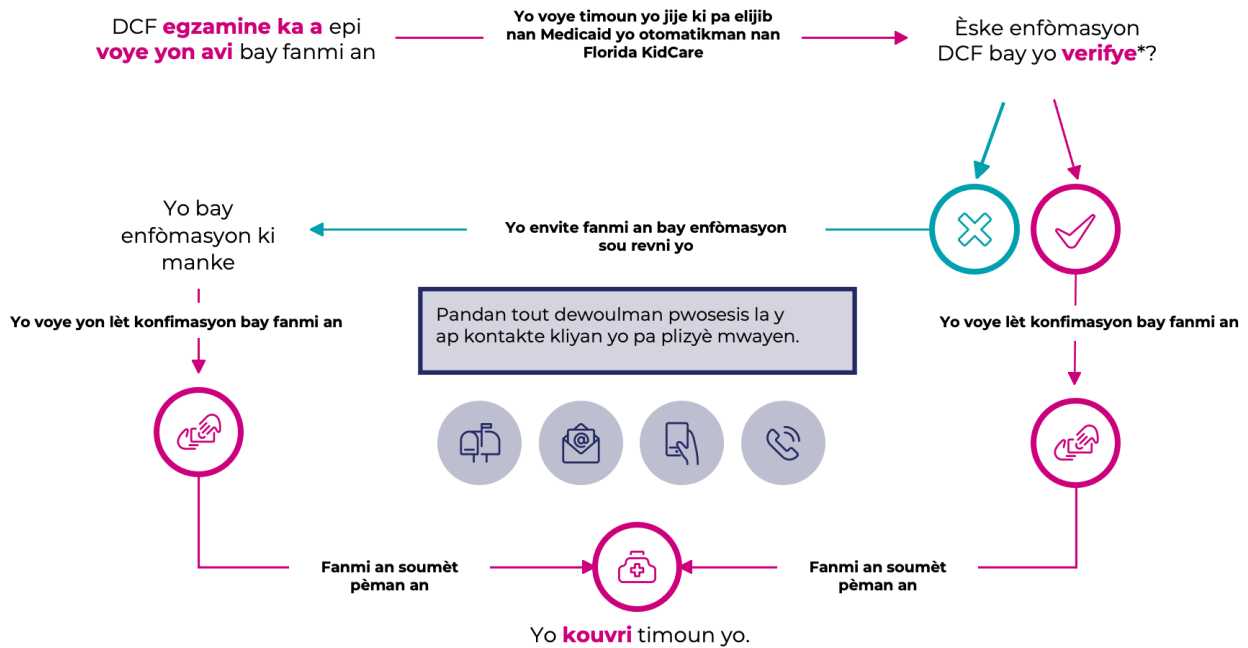 DCF egzamine ka a epi
voye yon avi bay fanmi an
Yo voye timoun yo jije ki pa elijib
nan Medicaid yo otomatikman nan
Florida KidCare
Èske enfòmasyon
DCF bay yo verifye*?
Yo bay
enfòmasyon ki
manke
Yo envite fanmi an bay enfòmasyon
sou revni yo
Yo voye yon lèt konfimasyon bay fanmi an
Pandan tout dewoulman pwosesis la y
ap kontakte kliyan yo pa plizyè mwayen.
Yo voye lèt konfimasyon bay fanmi an
Fanmi an soumèt
pèman an
Fanmi an soumèt
pèman an
Yo kouvri timoun yo.